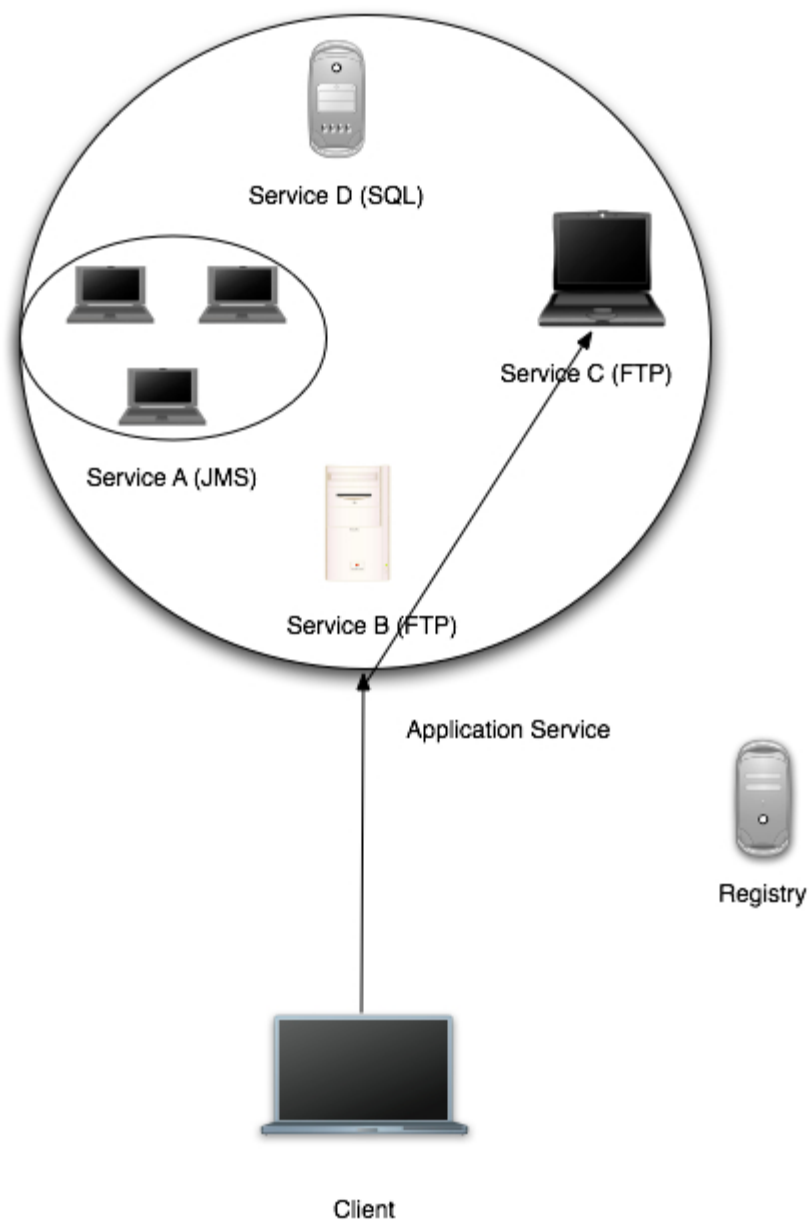 Service D (SQL)
Service C (FTP)
Service A (JMS)
Service B (FTP)
Application Service
Registry
Client